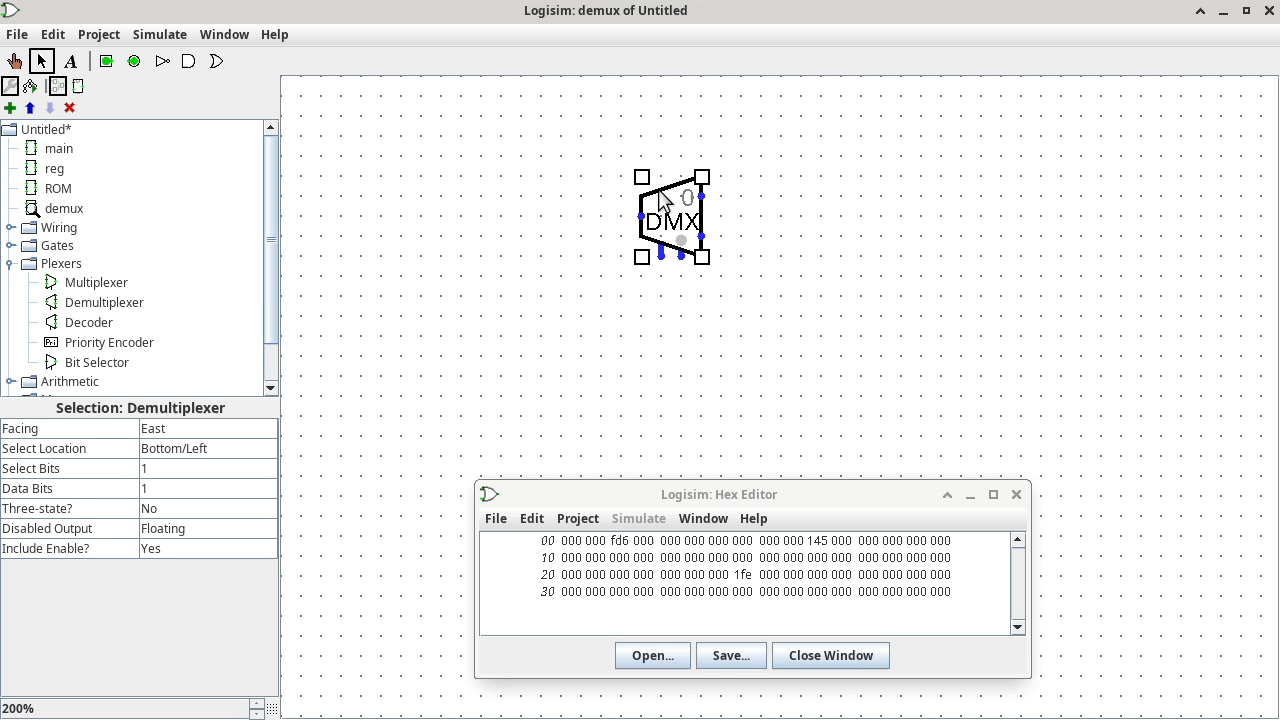 Logisim: demux of Untitled
File Edit Project Simulate Window Help
A
Untitled*
main
reg
ROM
demux
Wiring
Gates
Plexers
Multiplexer
Demultiplexer
Decoder
Priority Encoder
Bit Selector
Arithmetic
Selection: Demultiplexer
Facing East
Select Location Bottom/Left
Select Bits 1
Data Bits 1
Three-state? No
Disabled Output Floating
Include Enable? Yes
200%
0
DMX
Logisim: Hex Editor
File Edit Project Simulate Window Help
00 000 000 fd6 000 000 000 000 000 000 000 145 000 000 000 000 000
10 000 000 000 000 000 000 000 000 000 000 000 000 000 000 000 000
20 000 000 000 000 000 000 000 1fe 000 000 000 000 000 000 000 000
30 000 000 000 000 000 000 000 000 000 000 000 000 000 000 000 000
Open... Save... Close Window